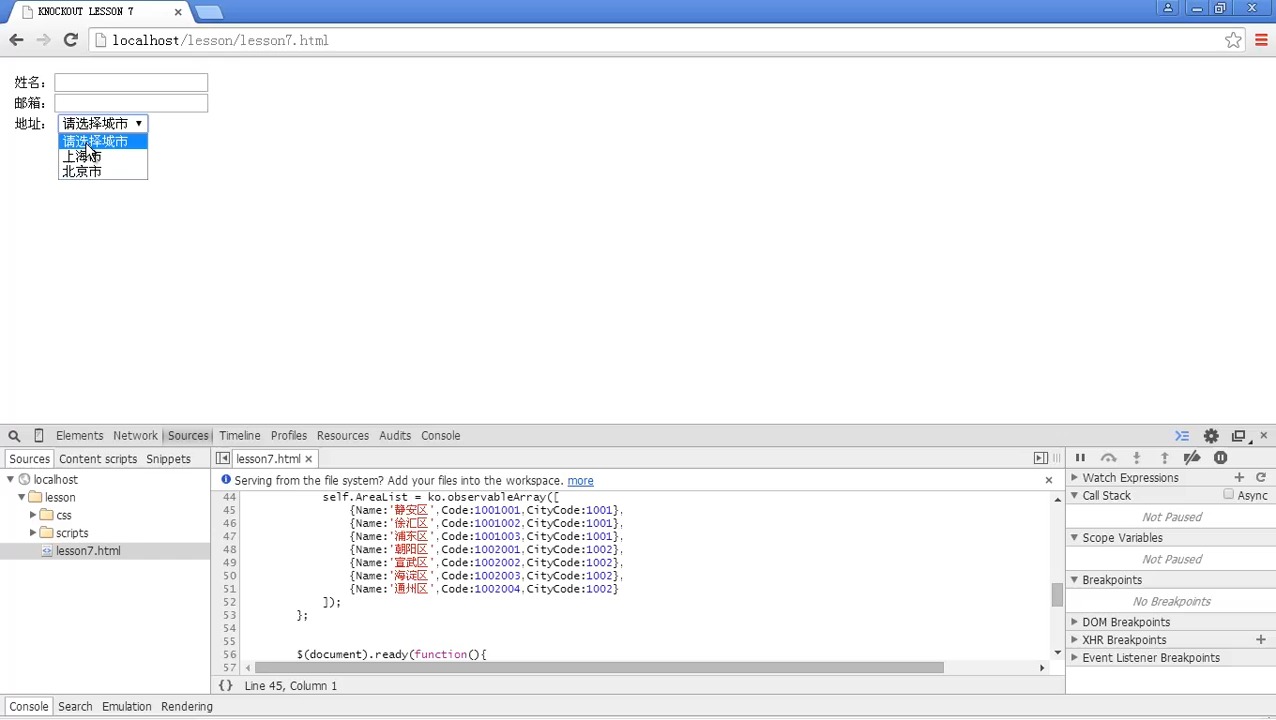 KNOCKOUT LESSON 7
localhost/lesson/lesson7.html
姓名:
邮箱:
地址: 请选择城市
请选择城市
上海市
北京市
Elements Network Sources Timeline Profiles Resources Audits Console
Sources Content scripts Snippets
lesson7.html
localhost
lesson
css
scripts
lesson7.html
Serving from the file system? Add your files into the workspace. more
44 self.AreaList = ko.observableArray([
45 {Name:'静安区',Code:1001001,CityCode:1001},
46 {Name:'徐汇区',Code:1001002,CityCode:1001},
47 {Name:'浦东区',Code:1001003,CityCode:1001},
48 {Name:'朝阳区',Code:1002001,CityCode:1002},
49 {Name:'宣武区',Code:1002002,CityCode:1002},
50 {Name:'海淀区',Code:1002003,CityCode:1002},
51 {Name:'通州区',Code:1002004,CityCode:1002}
52 ]);
53 };
54
55
56 $(document).ready(function(){
57
{} Line 45, Column 1
Watch Expressions
Call Stack Async
Not Paused
Scope Variables
Not Paused
Breakpoints
No Breakpoints
DOM Breakpoints
XHR Breakpoints
Event Listener Breakpoints
Console Search Emulation Rendering